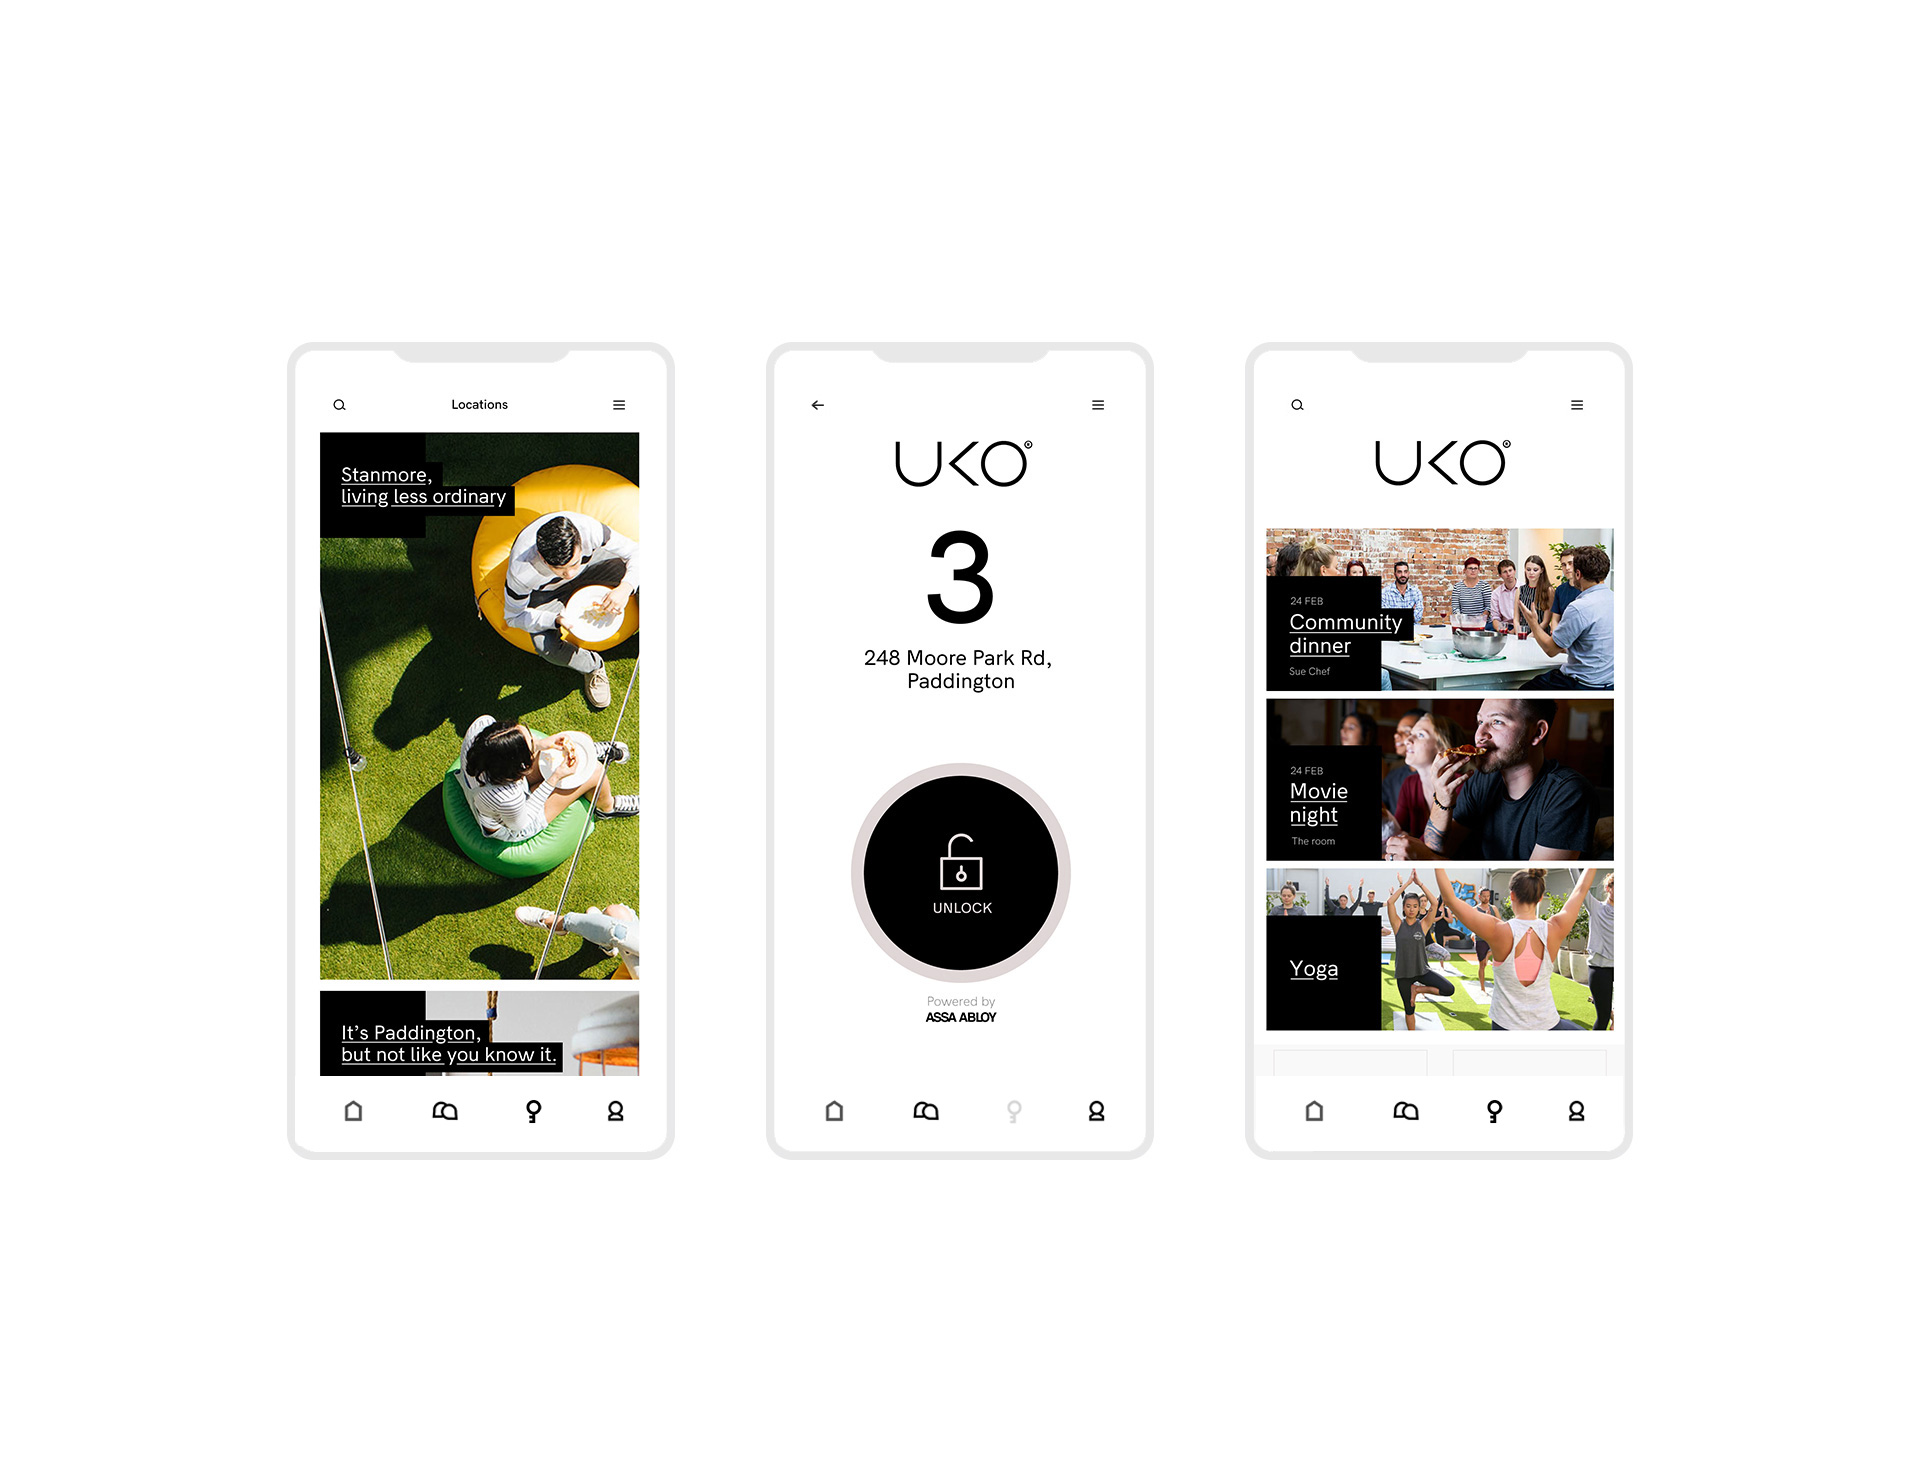 Locations
Stanmore,
living less ordinary
It's Paddington,
but not like you know it.
UKO
3
248 Moore Park Rd,
Paddington
UNLOCK
Powered by
ASSA ABLOY
UKO
24 FEB
Community
dinner
Sue Chef
24 FEB
Movie
night
The room
Yoga